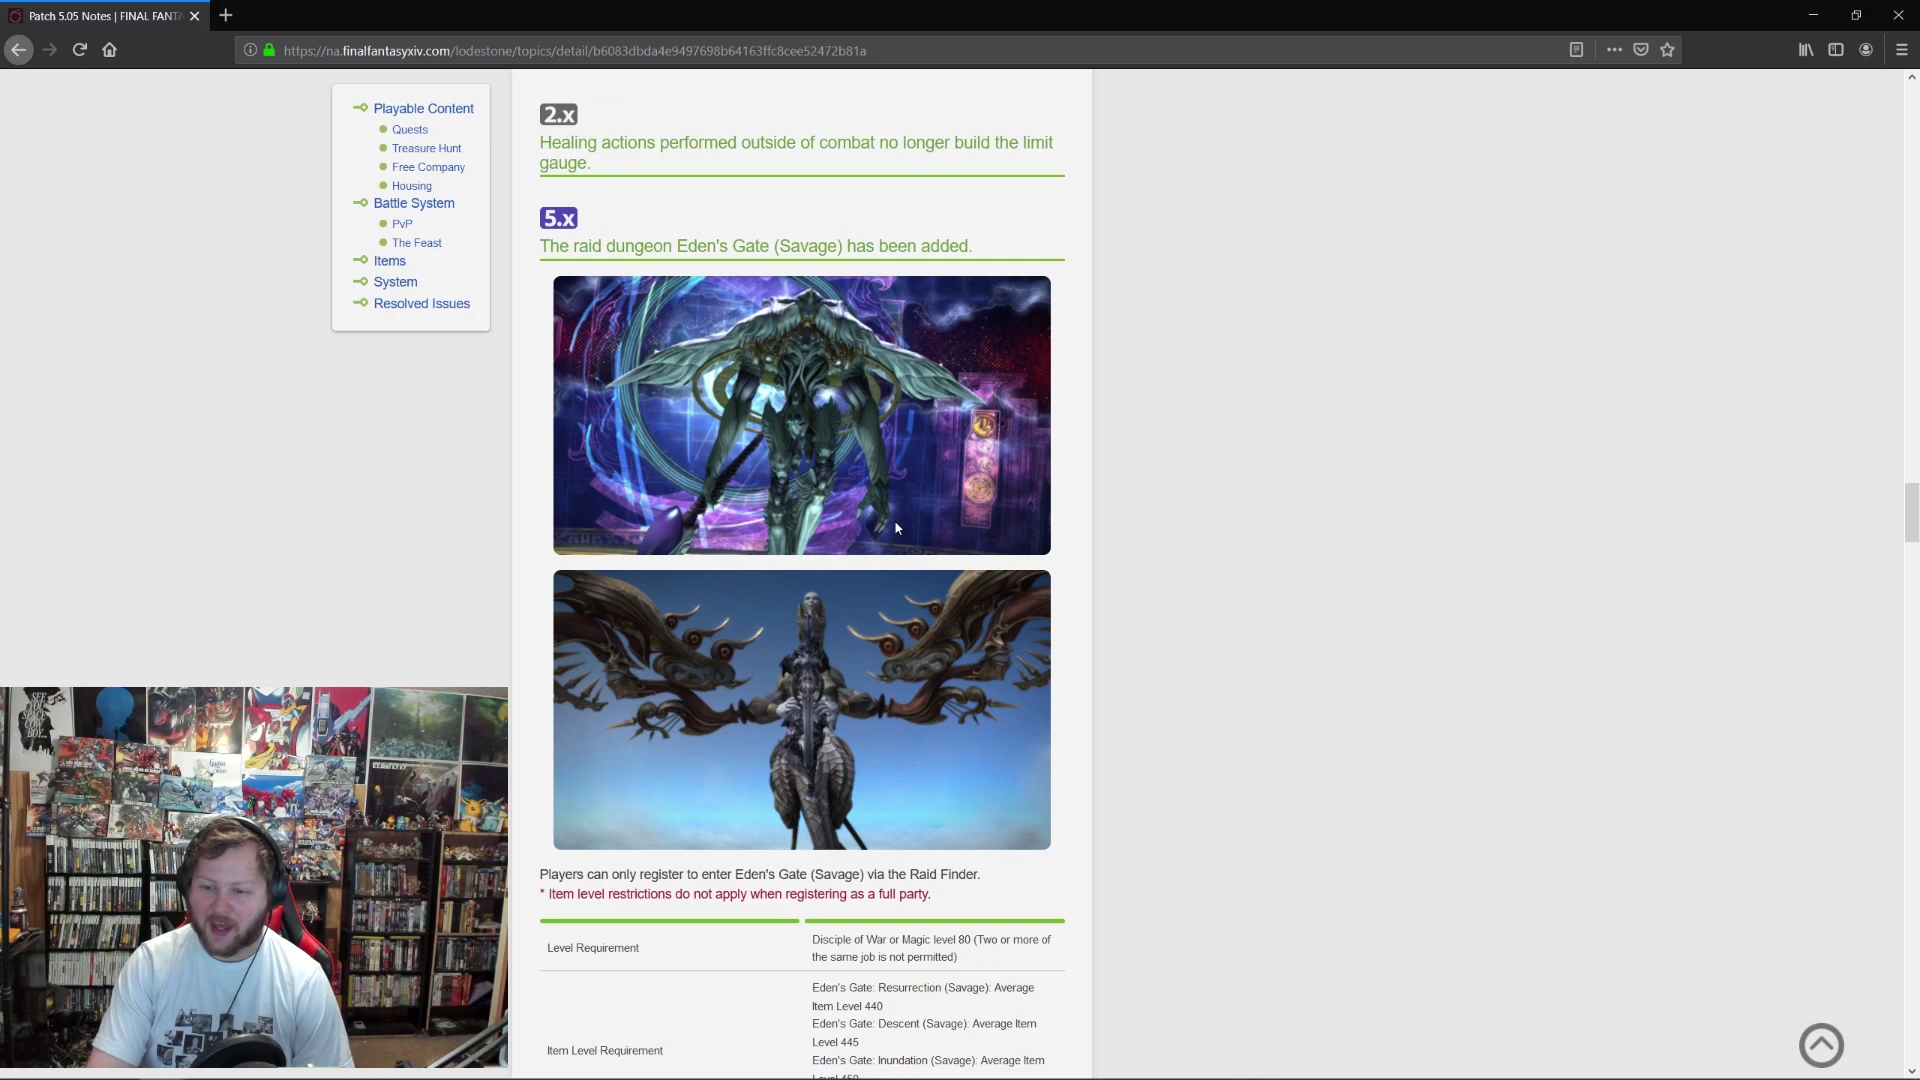 Patch 5.05 Notes | FINAL FANTA
https://na.finalfantasyxiv.com/lodestone/topics/detail/b6083dbda4e9497698b64163ffc8cee52472b81a
Playable Content
Quests
Treasure Hunt
Free Company
Housing
Battle System
PvP
The Feast
Items
System
Resolved Issues
2.x
Healing actions performed outside of combat no longer build the limit
gauge.
5.x
The raid dungeon Eden's Gate (Savage) has been added.
Players can only register to enter Eden's Gate (Savage) via the Raid Finder.
* Item level restrictions do not apply when registering as a full party.
Level Requirement
Disciple of War or Magic level 80 (Two or more of
the same job is not permitted)
Item Level Requirement
Eden's Gate: Resurrection (Savage): Average
Item Level 440
Eden's Gate: Descent (Savage): Average Item
Level 445
Eden's Gate: Inundation (Savage): Average Item
Level 450
SEE
YOU
SPACE
COW
BOY...